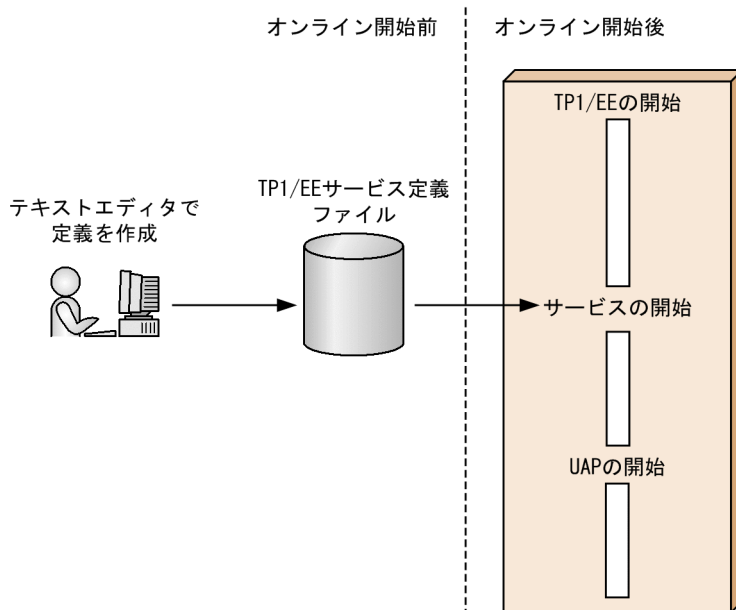 オンライン開始前
オンライン開始後
TP1/EEの開始
TP1/EEサービス定義
ファイル
テキストエディタで
定義を作成
サービスの開始
UAPの開始